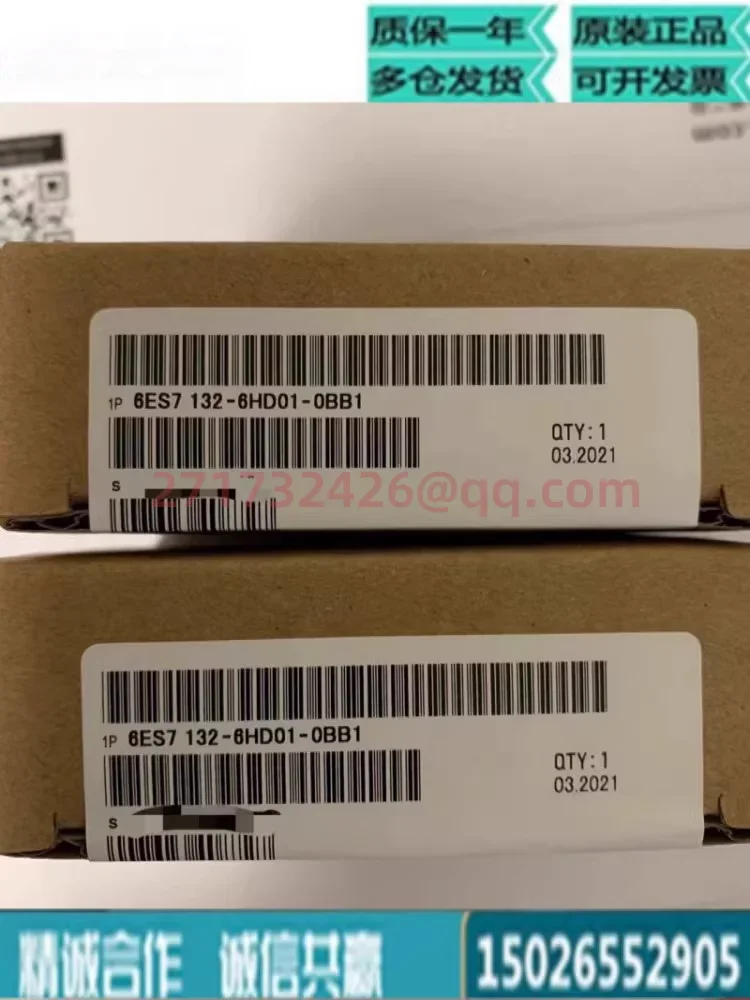 质保一年 原装正品
多仓发货 可开发票
1P 6ES7 132-6HD01-0BB1
QTY:1
03.2021
S
271732426@qq.com
1P 6ES7 132-6HD01-0BB1
QTY:1
03.2021
S
精诚合作 诚信共赢 15026552905